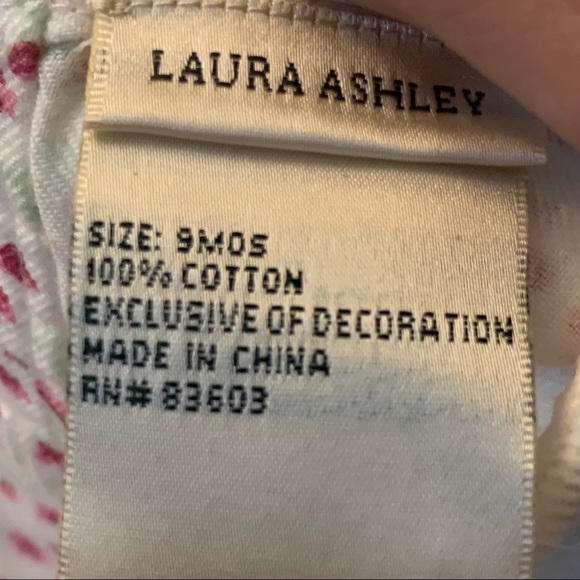 LAURA ASHLEY
SIZE: 9MOS
100% COTTON
EXCLUSIVE OF DECORATION
MADE IN CHINA
RN# 83603